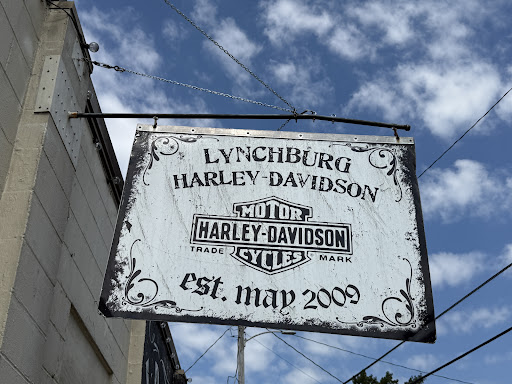 LYNCHBURG
HARLEY-DAVIDSON
MOTOR
HARLEY-DAVIDSON
CYCLES
TRADE MARK
est. may 2009